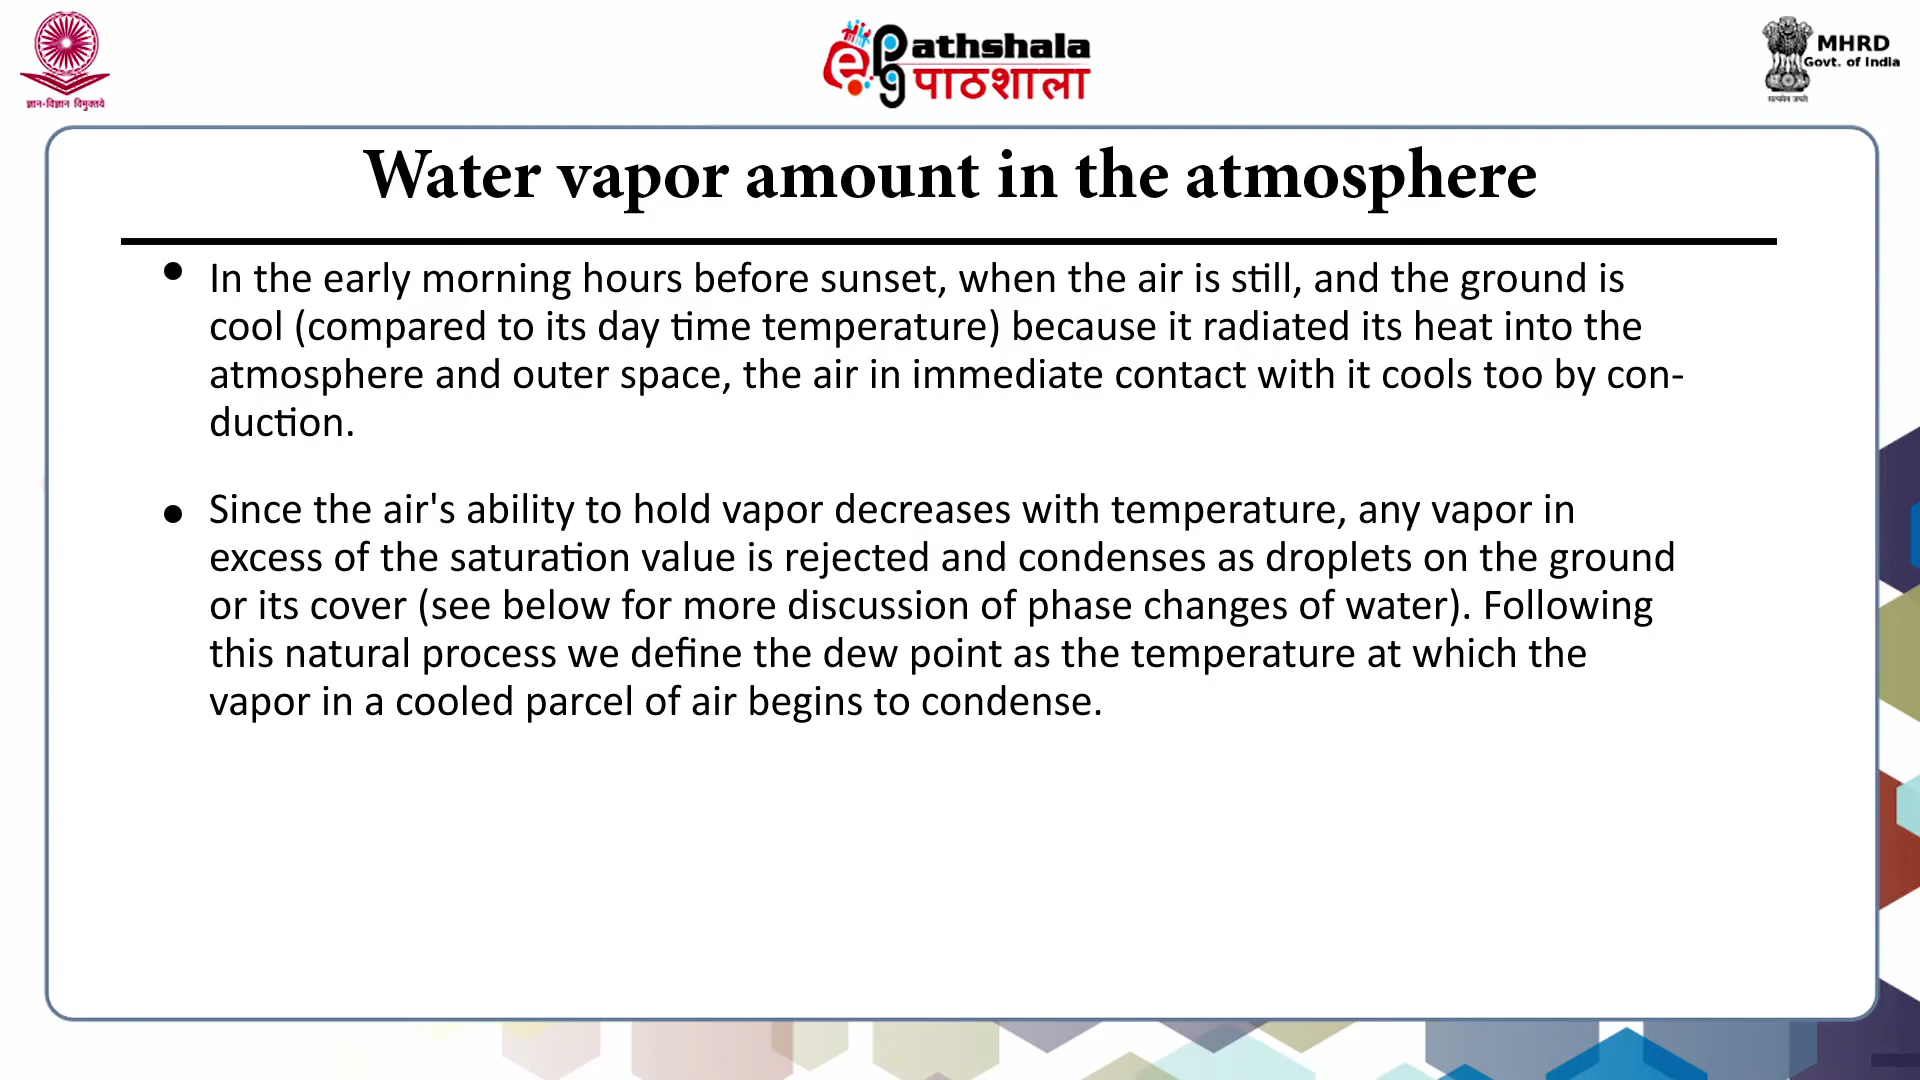 ज्ञान-विज्ञान विमुक्तये
Pathshala
पाठशाला
MHRD
Govt. of India
सत्यमेव जयते
Water vapor amount in the atmosphere
• In the early morning hours before sunset, when the air is still, and the ground is
cool (compared to its day time temperature) because it radiated its heat into the
atmosphere and outer space, the air in immediate contact with it cools too by con-
duction.
• Since the air's ability to hold vapor decreases with temperature, any vapor in
excess of the saturation value is rejected and condenses as droplets on the ground
or its cover (see below for more discussion of phase changes of water). Following
this natural process we define the dew point as the temperature at which the
vapor in a cooled parcel of air begins to condense.